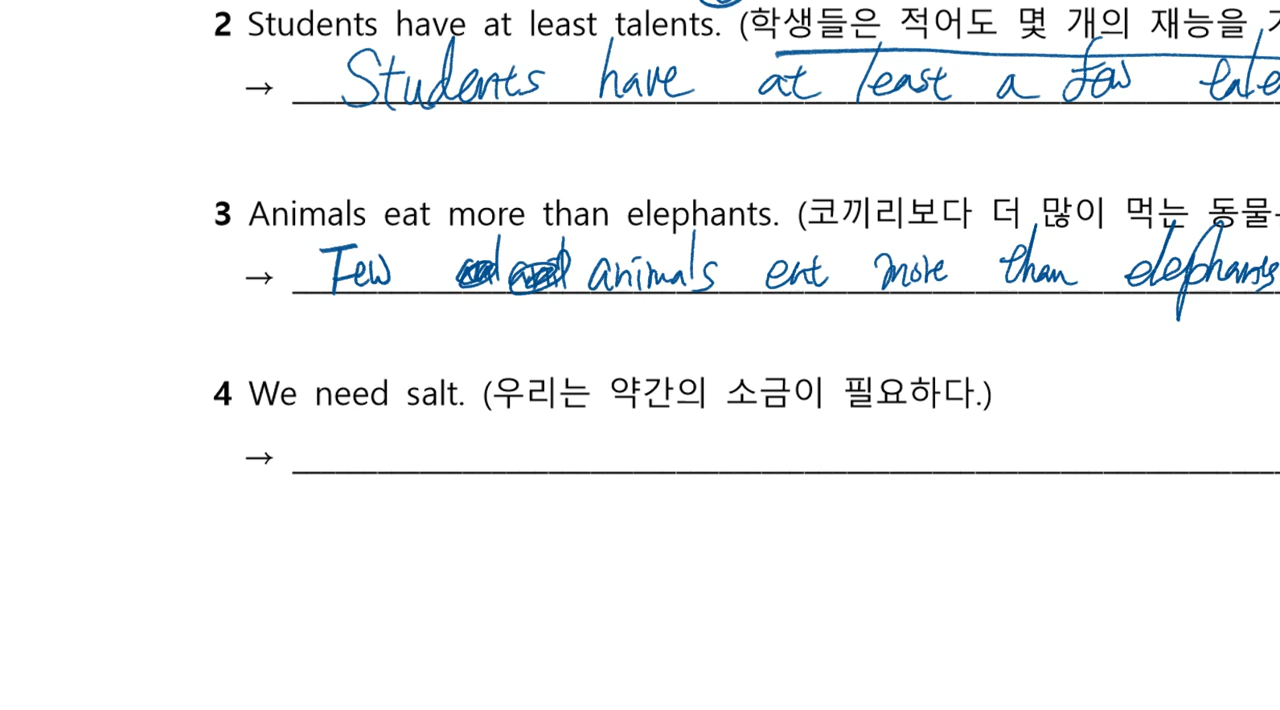 2 Students have at least talents. (학생들은 적어도 몇 개의 재능을
→ Students have at least a few tale
3 Animals eat more than elephants. (코끼리보다 더 많이 먹는 동물
→ Few animals eat more than elephants
4 We need salt. (우리는 약간의 소금이 필요하다.)
→